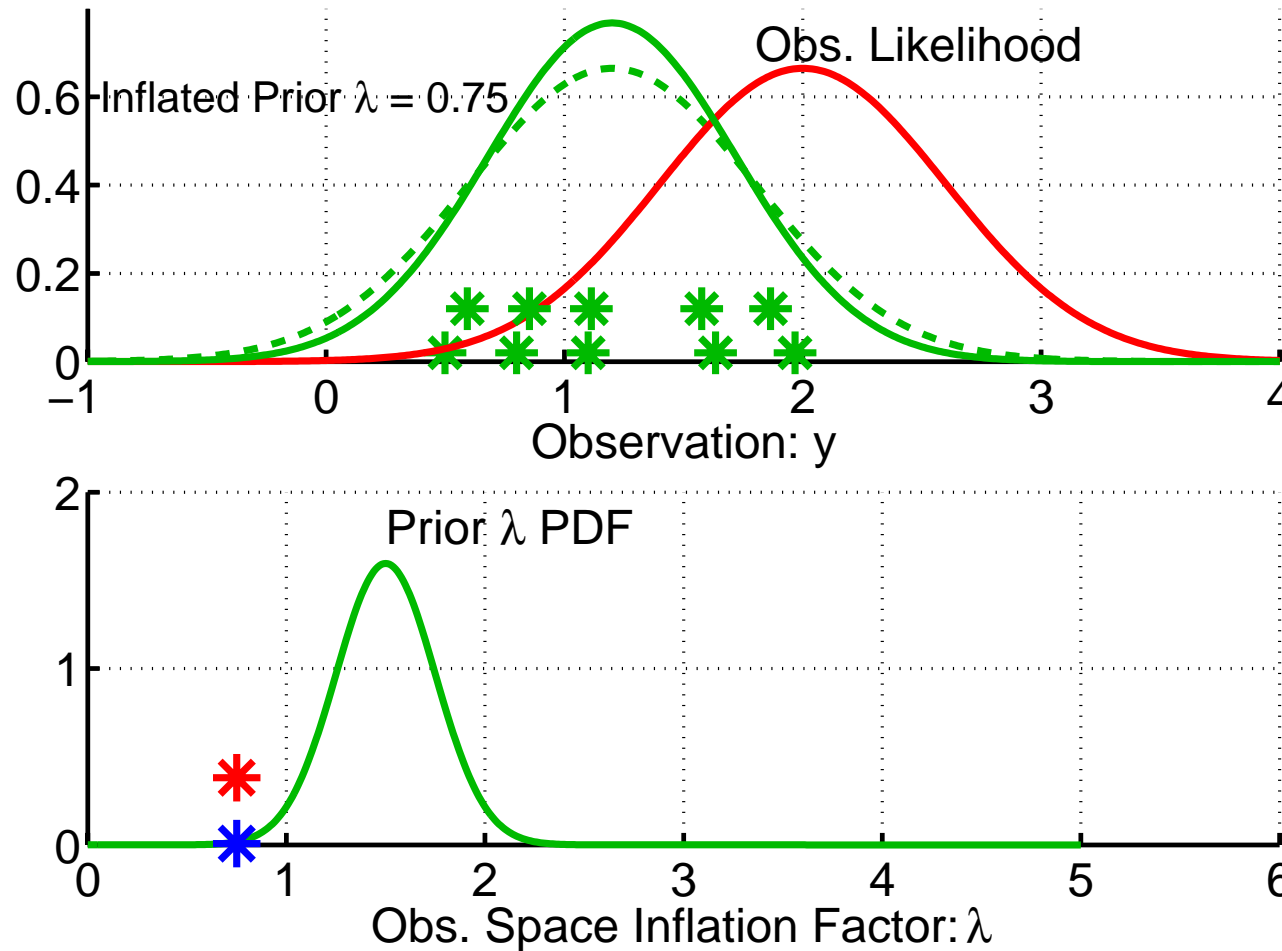 Obs. Likelihood
Inflated Prior λ = 0.75
0.6
0.4
0.2
0
−1 0 1 2 3 4
Observation: y
2
Prior λ PDF
1
0
0 1 2 3 4 5 6
Obs. Space Inflation Factor: λ